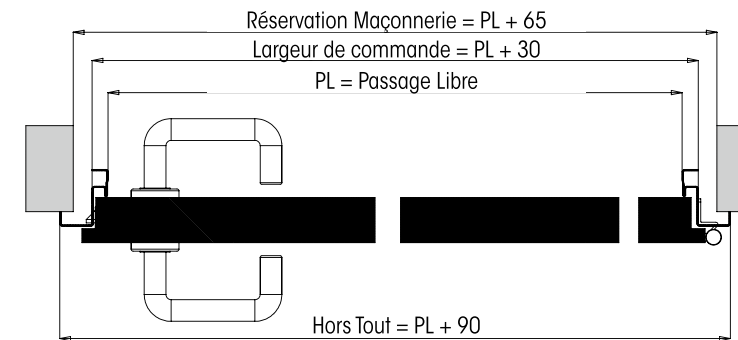 Réservation Maçonnerie = PL + 65
Largeur de commande = PL + 30
PL = Passage Libre
Hors Tout = PL + 90